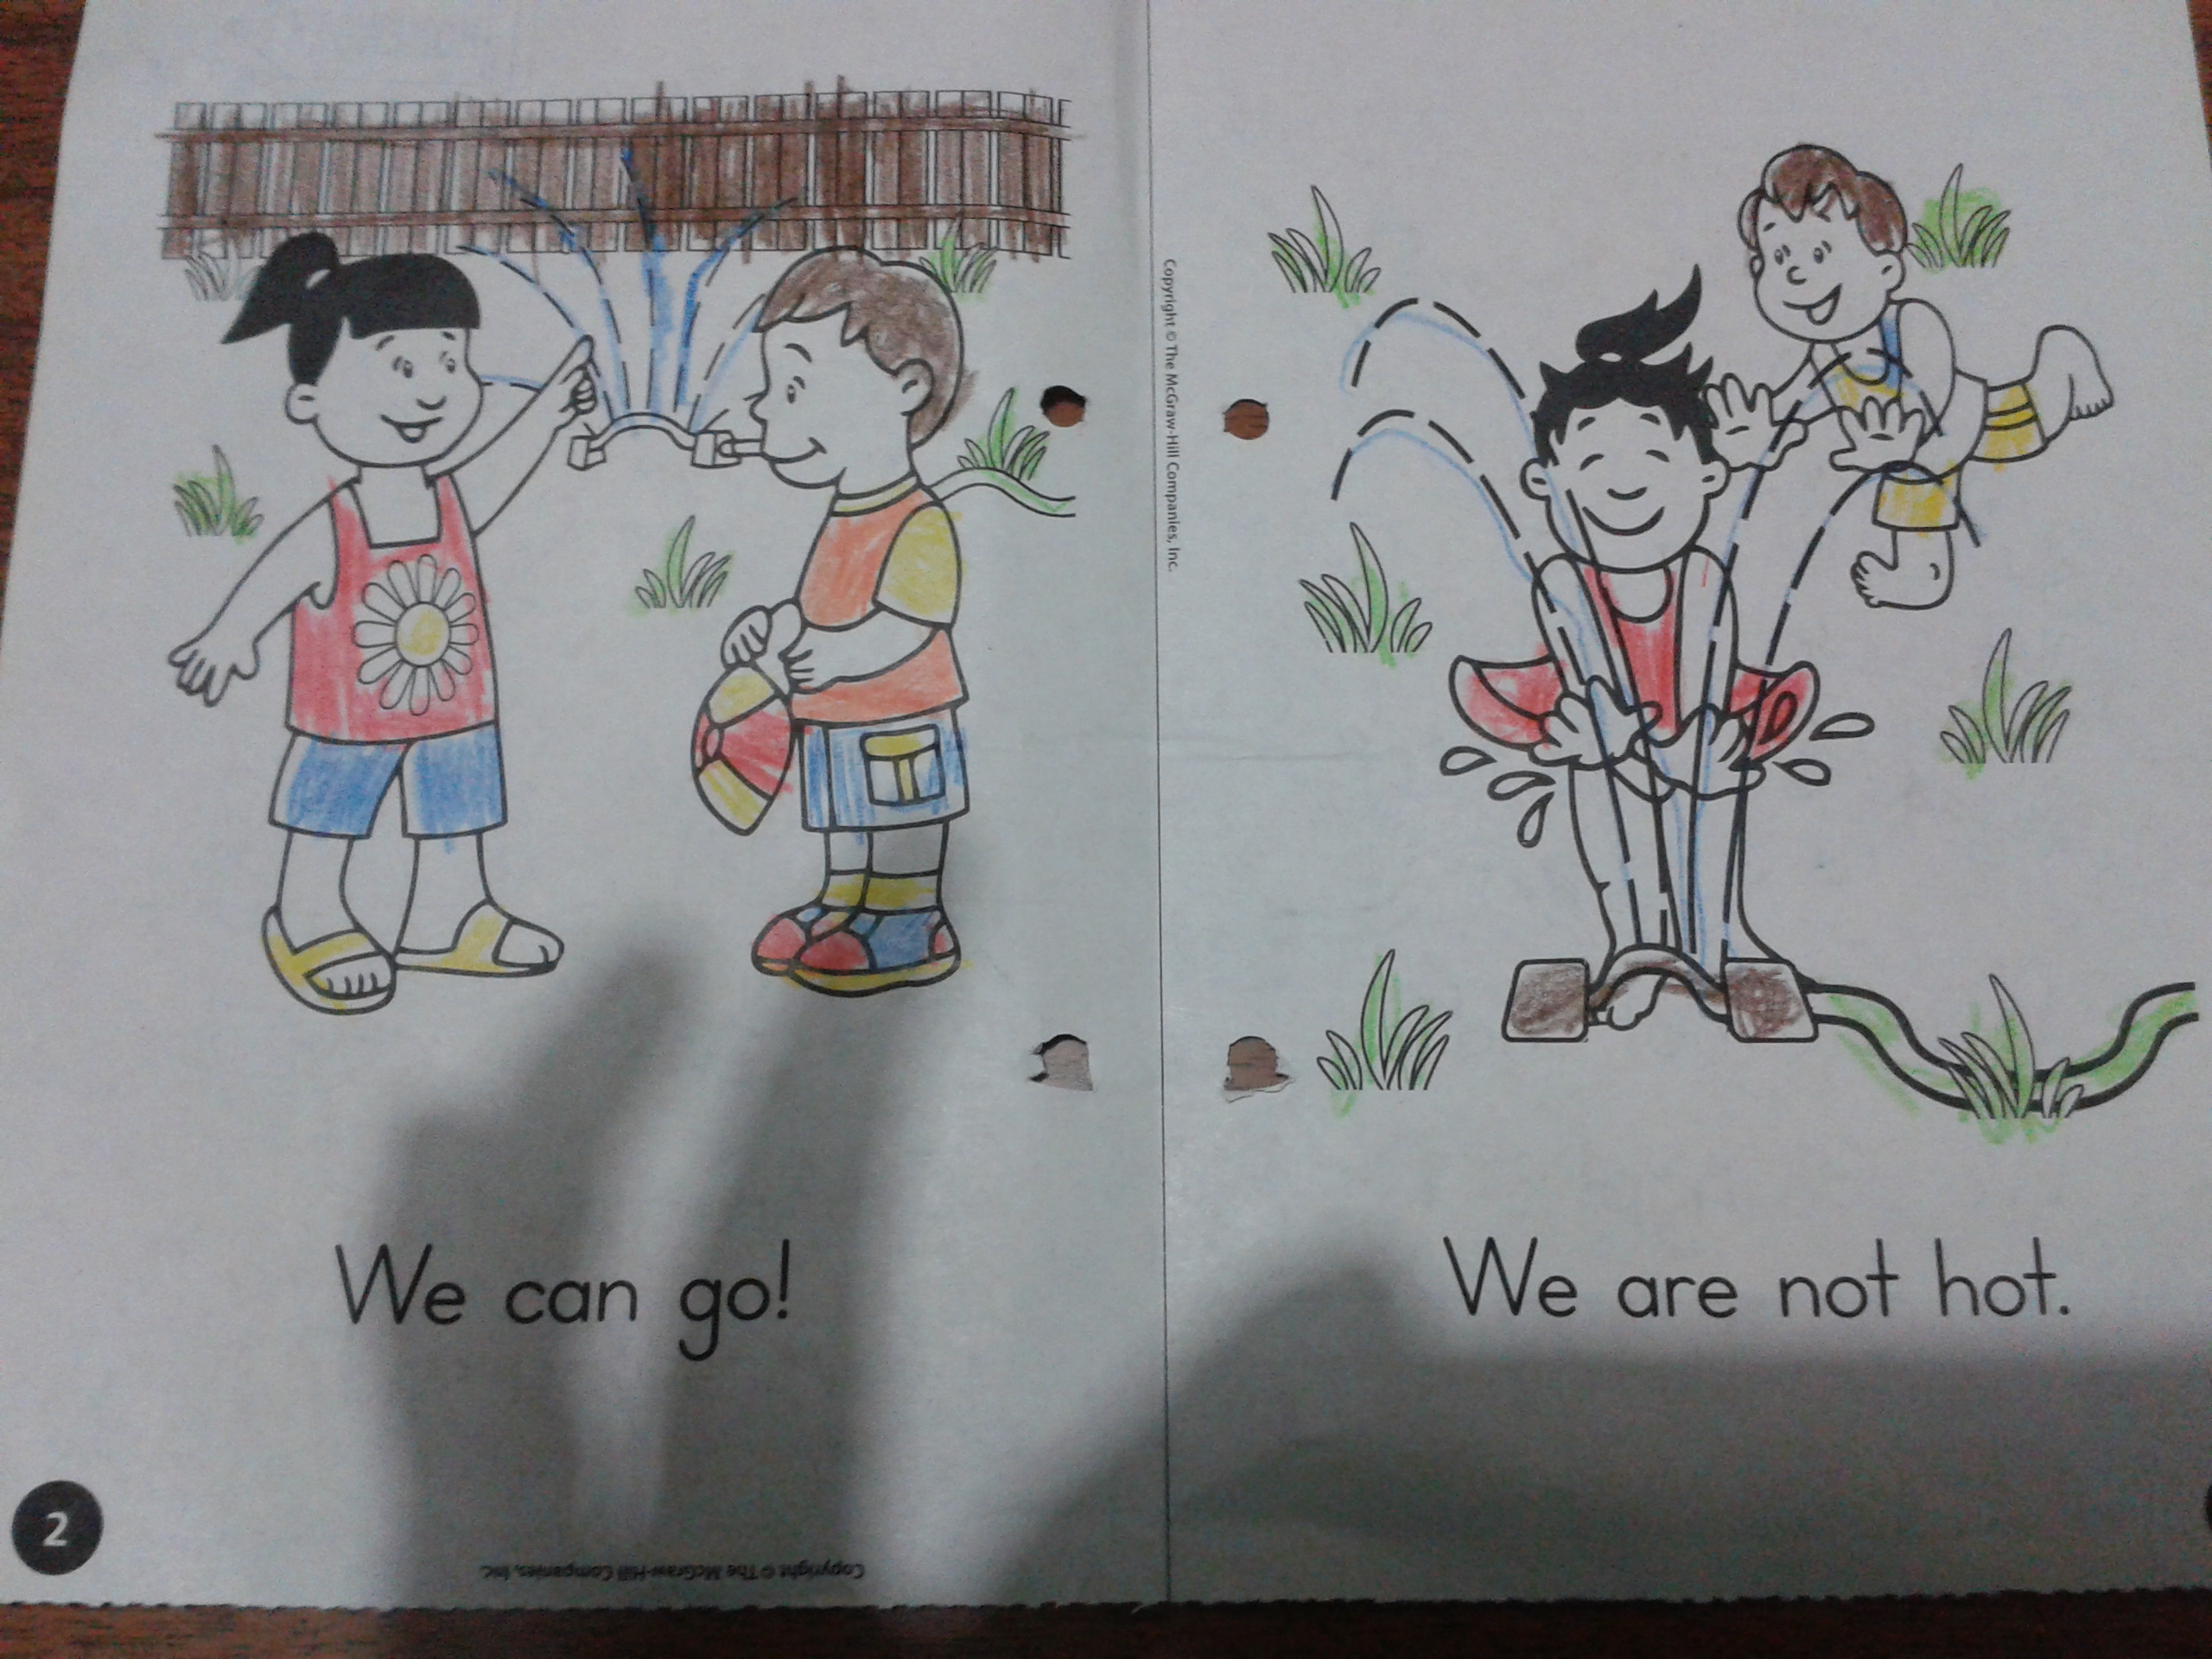 We can go!
2
Copyright © The McGraw-Hill Companies, Inc.
Copyright © The McGraw-Hill Companies, Inc.
We are not hot.